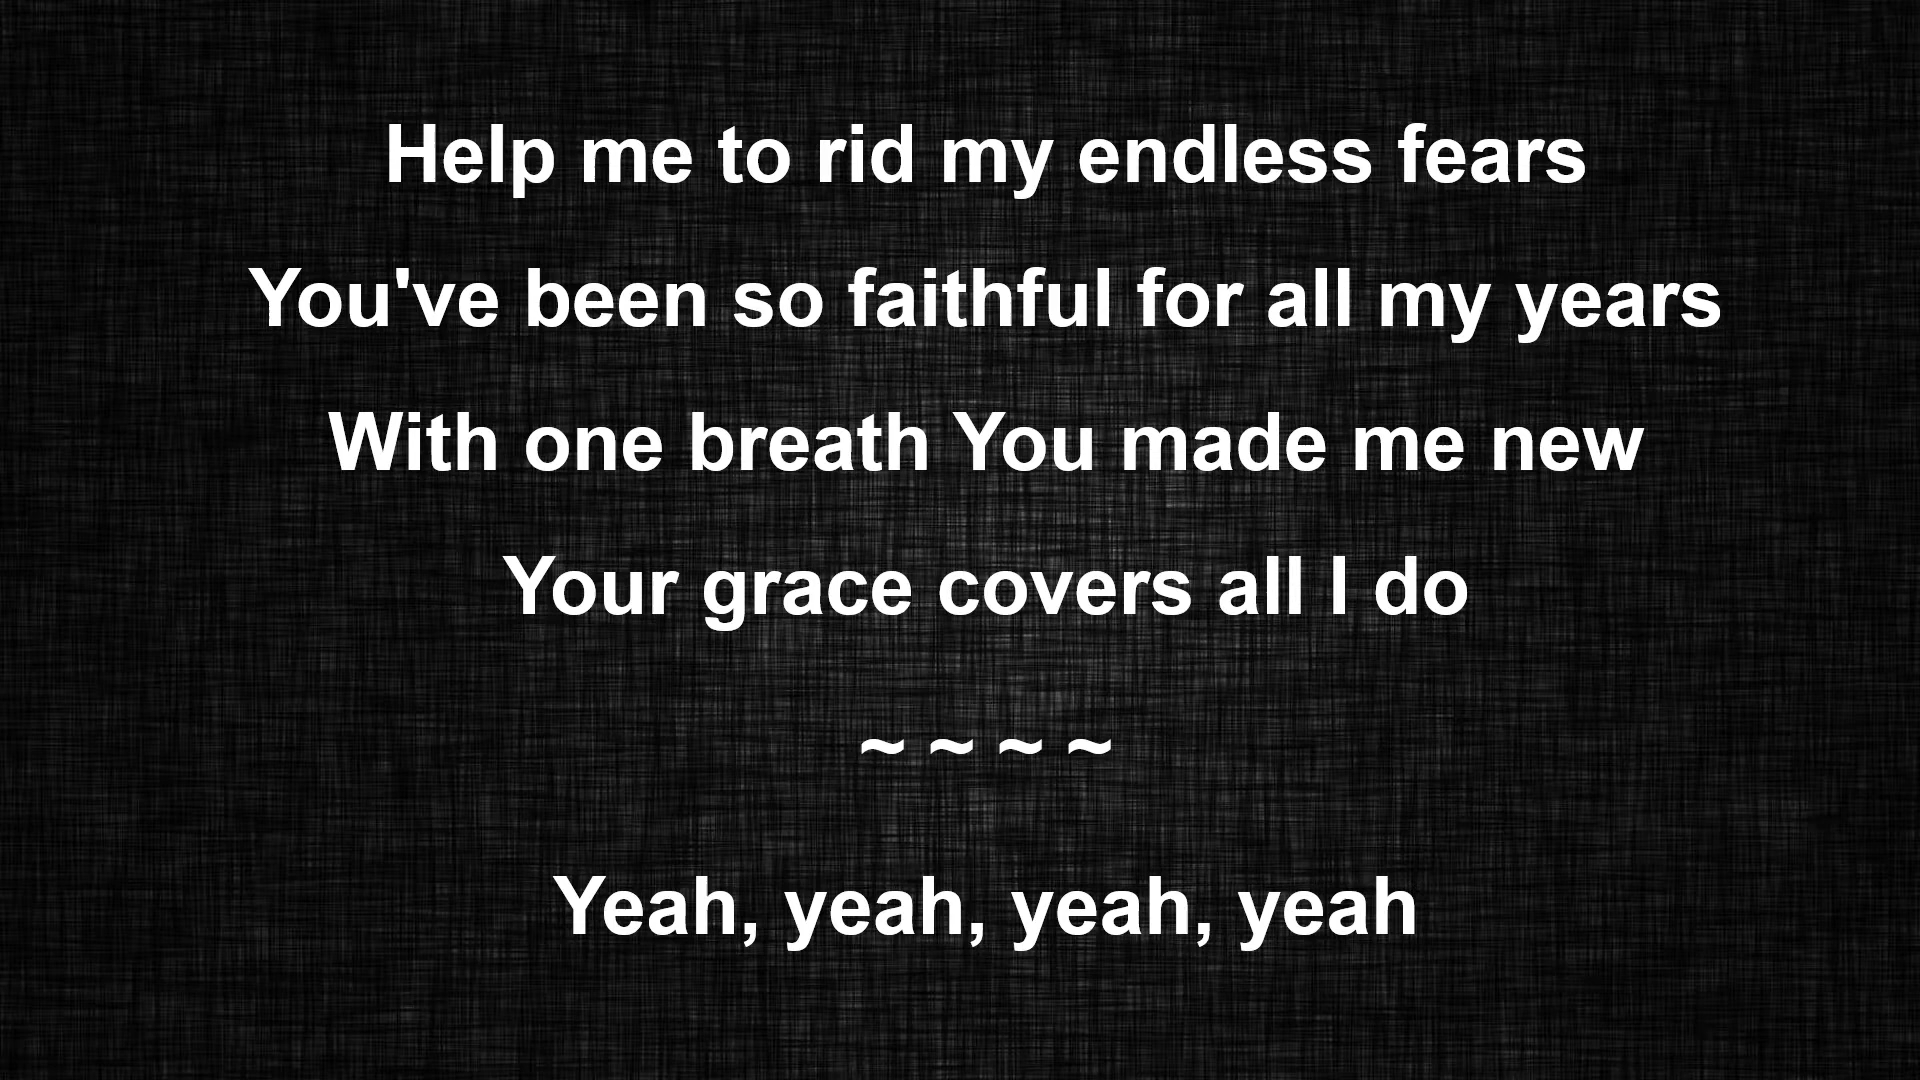 Help me to rid my endless fears
You've been so faithful for all my years
With one breath You made me new
Your grace covers all I do
~ ~ ~ ~
Yeah, yeah, yeah, yeah